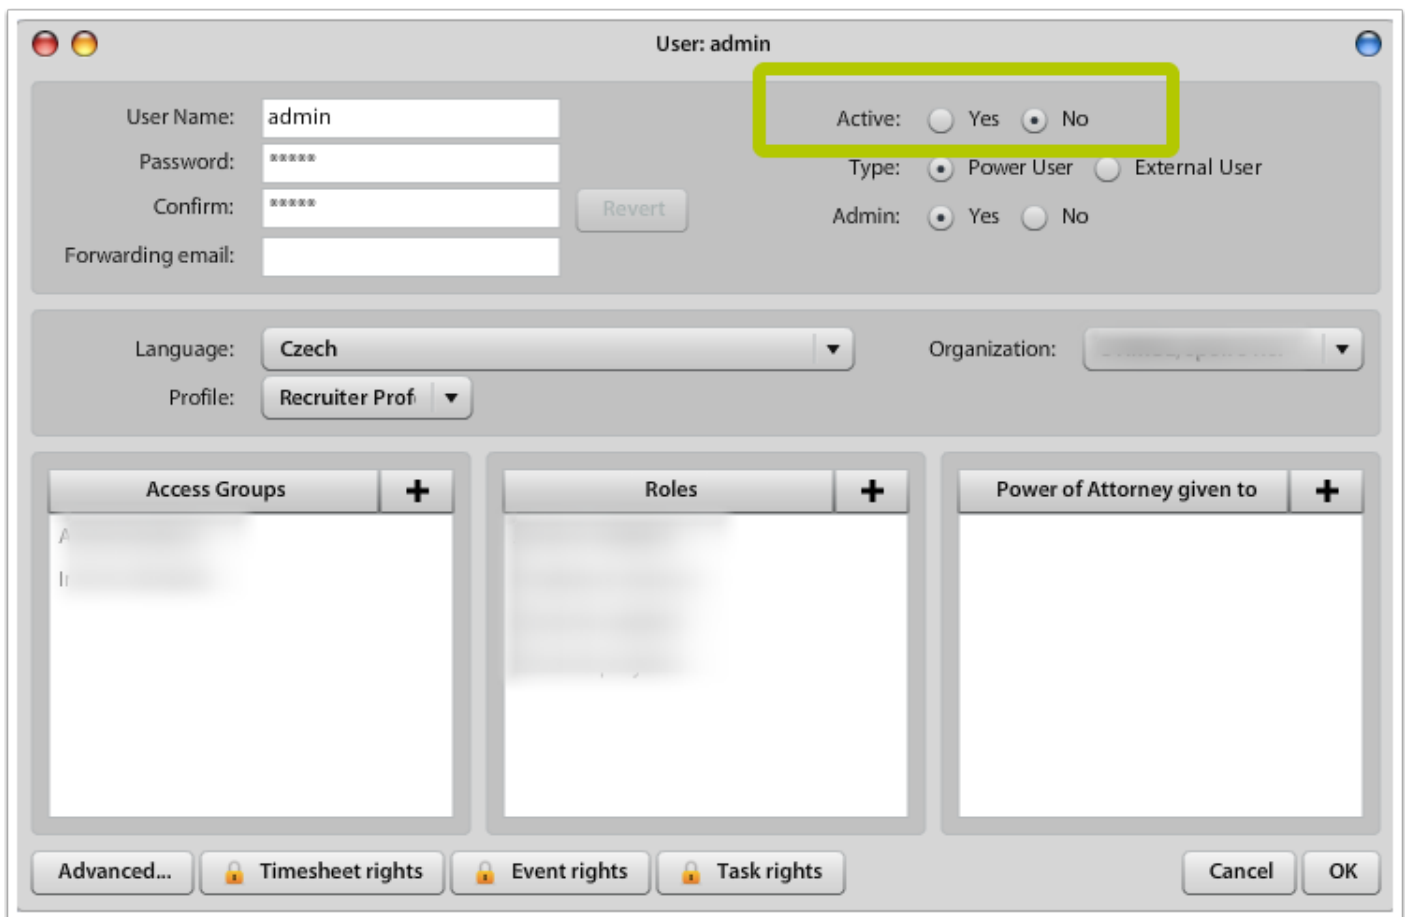 User: admin
User Name: admin
Active: Yes No
Password: *****
Type: Power User External User
Confirm: *****
Revert
Admin: Yes No
Forwarding email:
Language: Czech
Organization:
Profile: Recruiter Prof
Access Groups +
Roles +
Power of Attorney given to +
Advanced... Timesheet rights Event rights Task rights Cancel OK